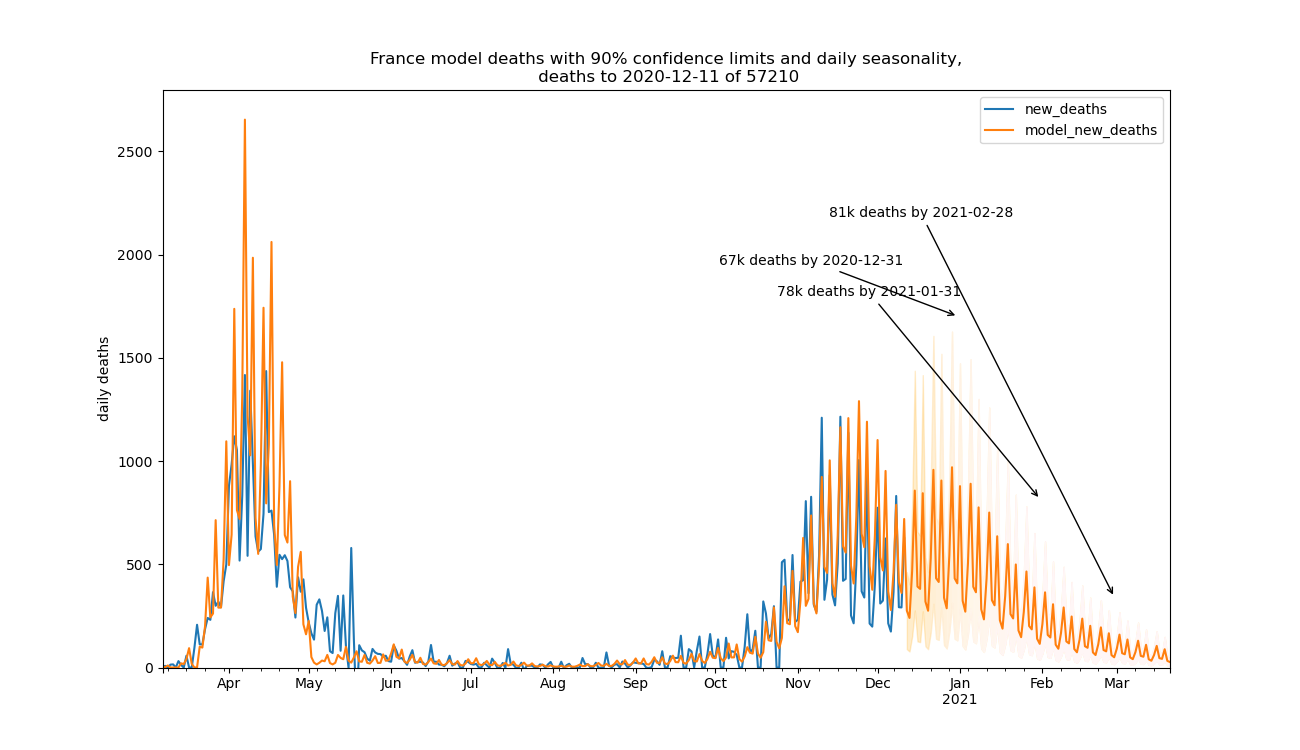 France model deaths with 90% confidence limits and daily seasonality,
deaths to 2020-12-11 of 57210
new_deaths
model_new_deaths
2500
2000
1500
1000
500
0
daily deaths
81k deaths by 2021-02-28
67k deaths by 2020-12-31
78k deaths by 2021-01-31
Apr May Jun Jul Aug Sep Oct Nov Dec Jan Feb Mar
2021